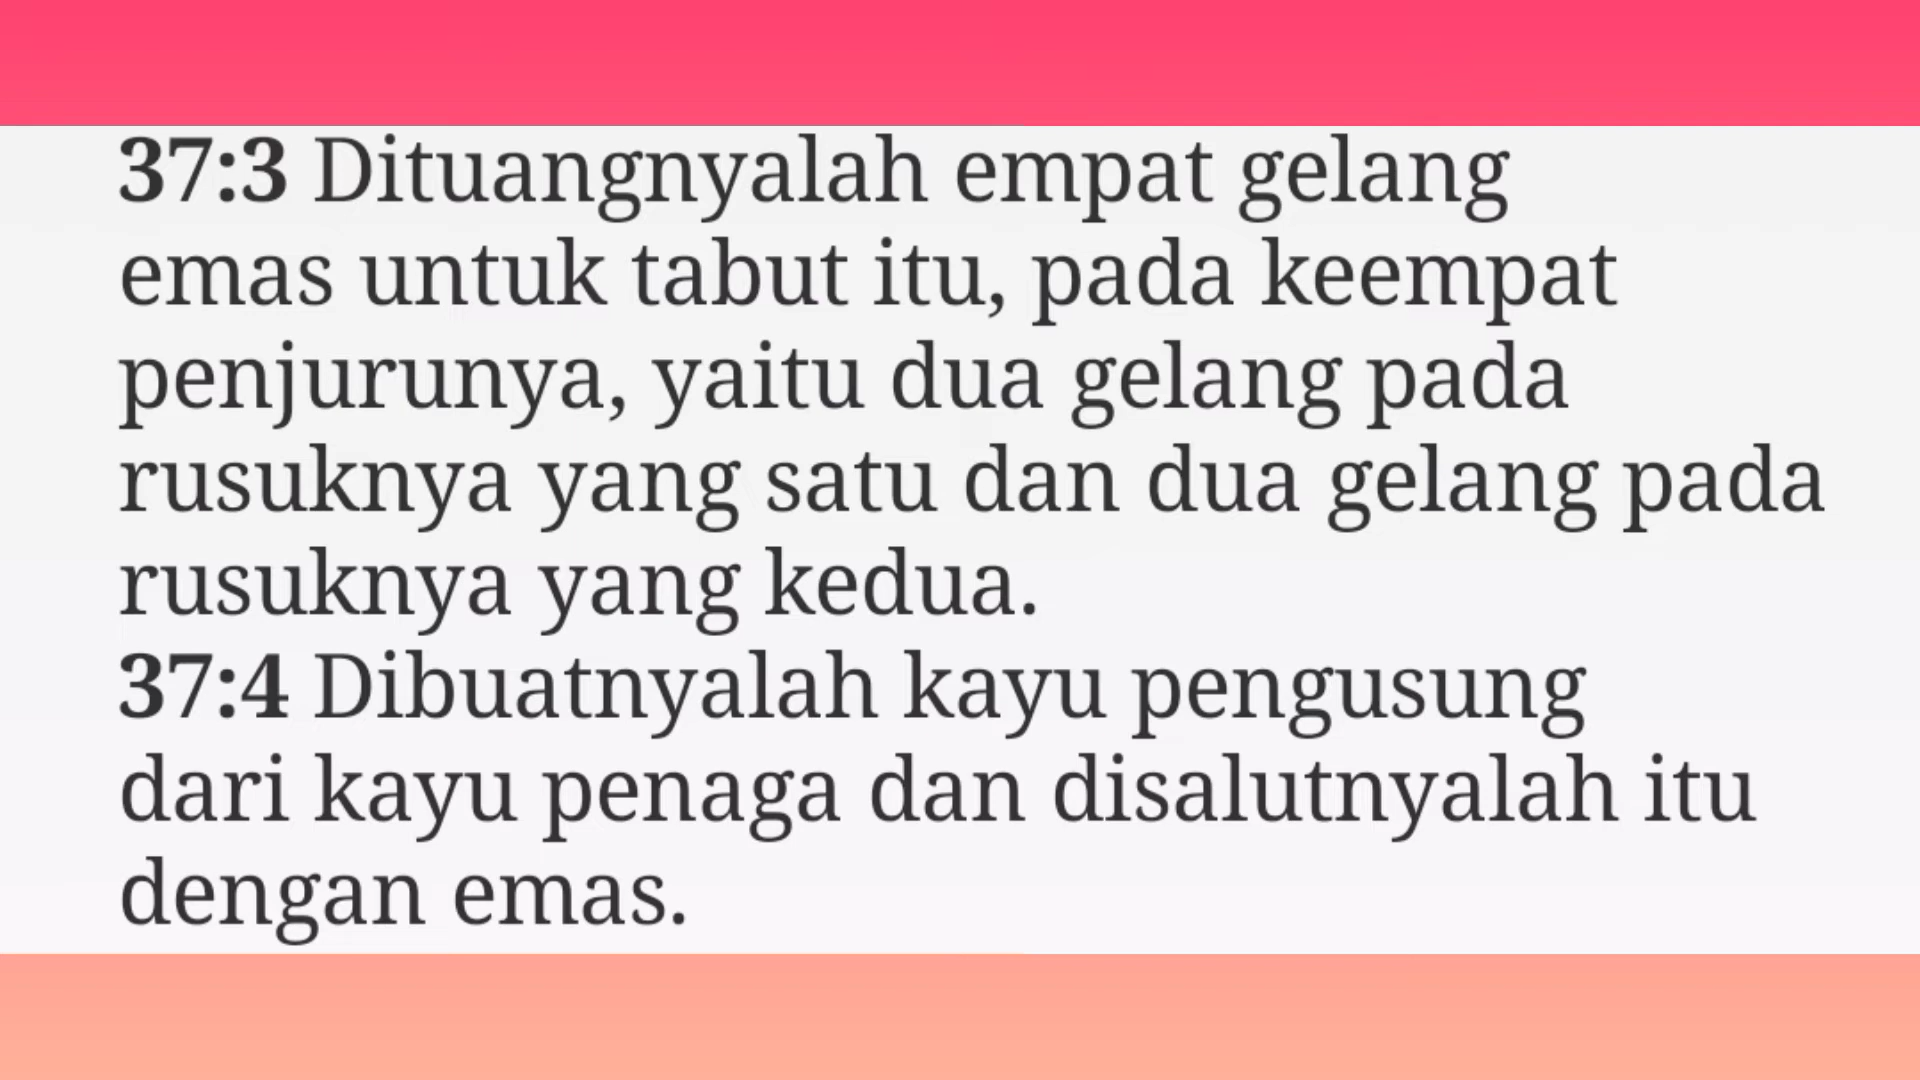 37:3 Dituangnyalah empat gelang
emas untuk tabut itu, pada keempat
penjurunya, yaitu dua gelang pada
rusuknya yang satu dan dua gelang pada
rusuknya yang kedua.
37:4 Dibuatnyalah kayu pengusung
dari kayu penaga dan disalutnyalah itu
dengan emas.